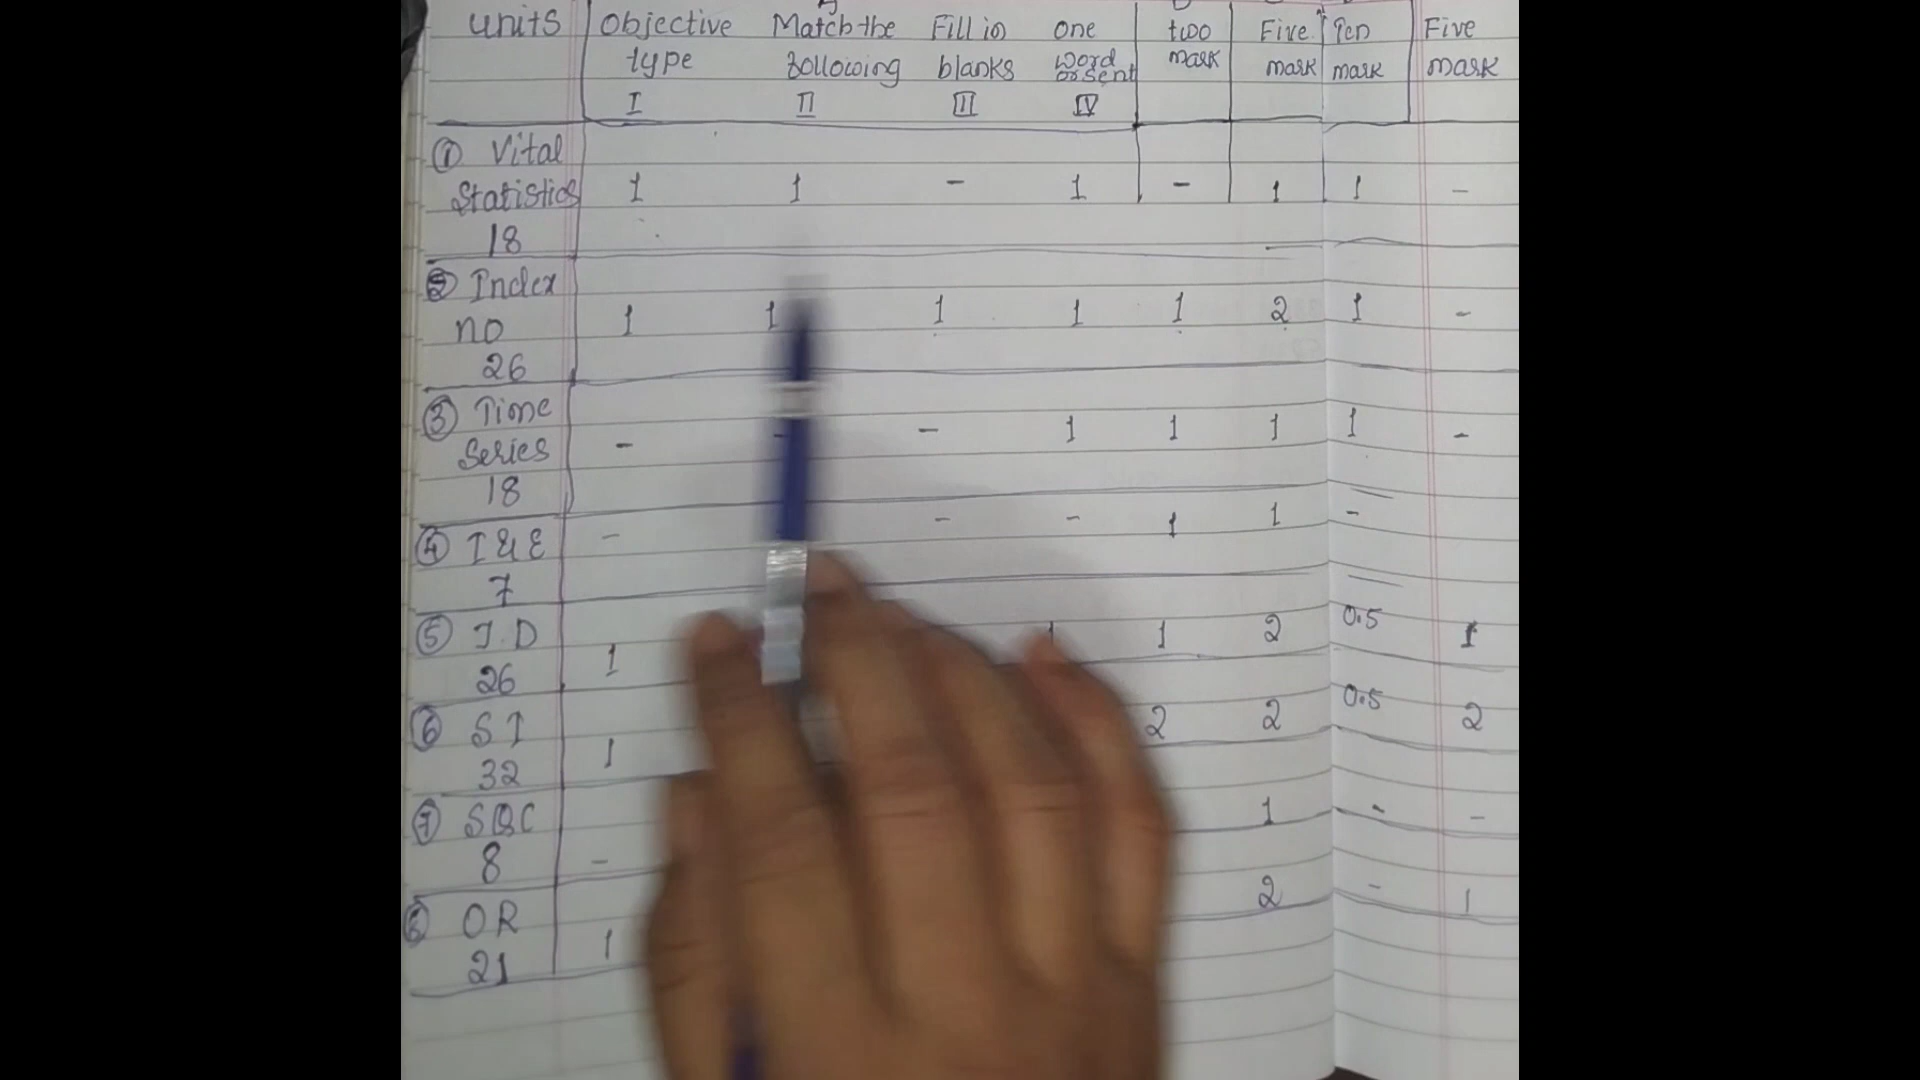 units Objective Match the Fill in One two Five Ten Five
type following blanks word or sent mark mark mark mark
I II III IV
① Vital
Statistics 1 1 - 1 - 1 1 -
18
② Index
no 1 1 1 1 1 2 1 -
26
③ Time
Series - - - 1 1 1 1 -
18
④ I & E - - - 1 1 -
7
⑤ I.D 1 1 1 2 0.5 1
26
⑥ S I 1 2 2 0.5 2
32
⑦ SQC - 1 - -
8
⑧ OR 1 2 - 1
21